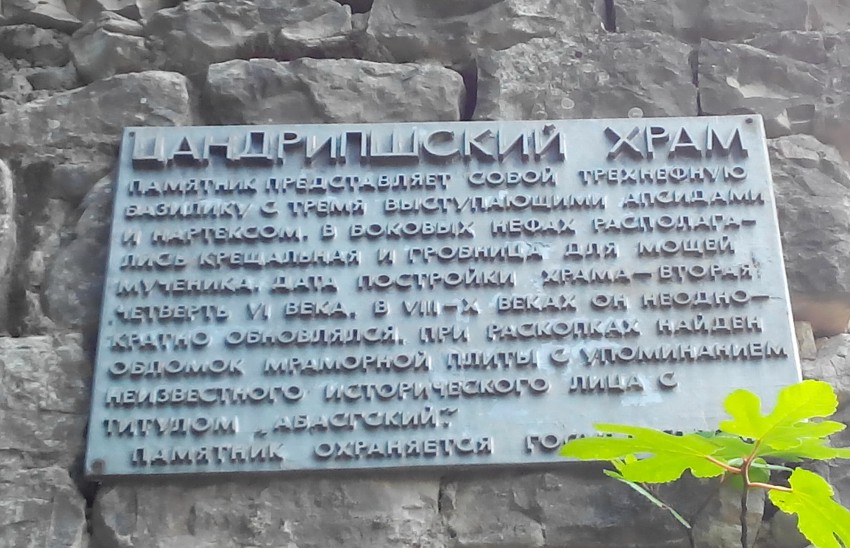 ЦАНДРИПШСКИЙ ХРАМ
ПАМЯТНИК ПРЕДСТАВЛЯЕТ СОБОЙ ТРЕХНЕФНУЮ
БАЗИЛИКУ С ТРЕМЯ ВЫСТУПАЮЩИМИ АПСИДАМИ
И НАРТЕКСОМ. В БОКОВЫХ НЕФАХ РАСПОЛАГА-
ЛИСЬ КРЕЩАЛЬНАЯ И ГРОБНИЦА ДЛЯ МОЩЕЙ
МУЧЕНИКА. ДАТА ПОСТРОЙКИ ХРАМА—ВТОРАЯ
ЧЕТВЕРТЬ VI ВЕКА. В VIII-X ВЕКАХ ОН НЕОДНО-
КРАТНО ОБНОВЛЯЛСЯ. ПРИ РАСКОПКАХ НАЙДЕН
ОБЛОМОК МРАМОРНОЙ ПЛИТЫ С УПОМИНАНИЕМ
НЕИЗВЕСТНОГО ИСТОРИЧЕСКОГО ЛИЦА С
ТИТУЛОМ „АБАСГСКИЙ".
ПАМЯТНИК ОХРАНЯЕТСЯ